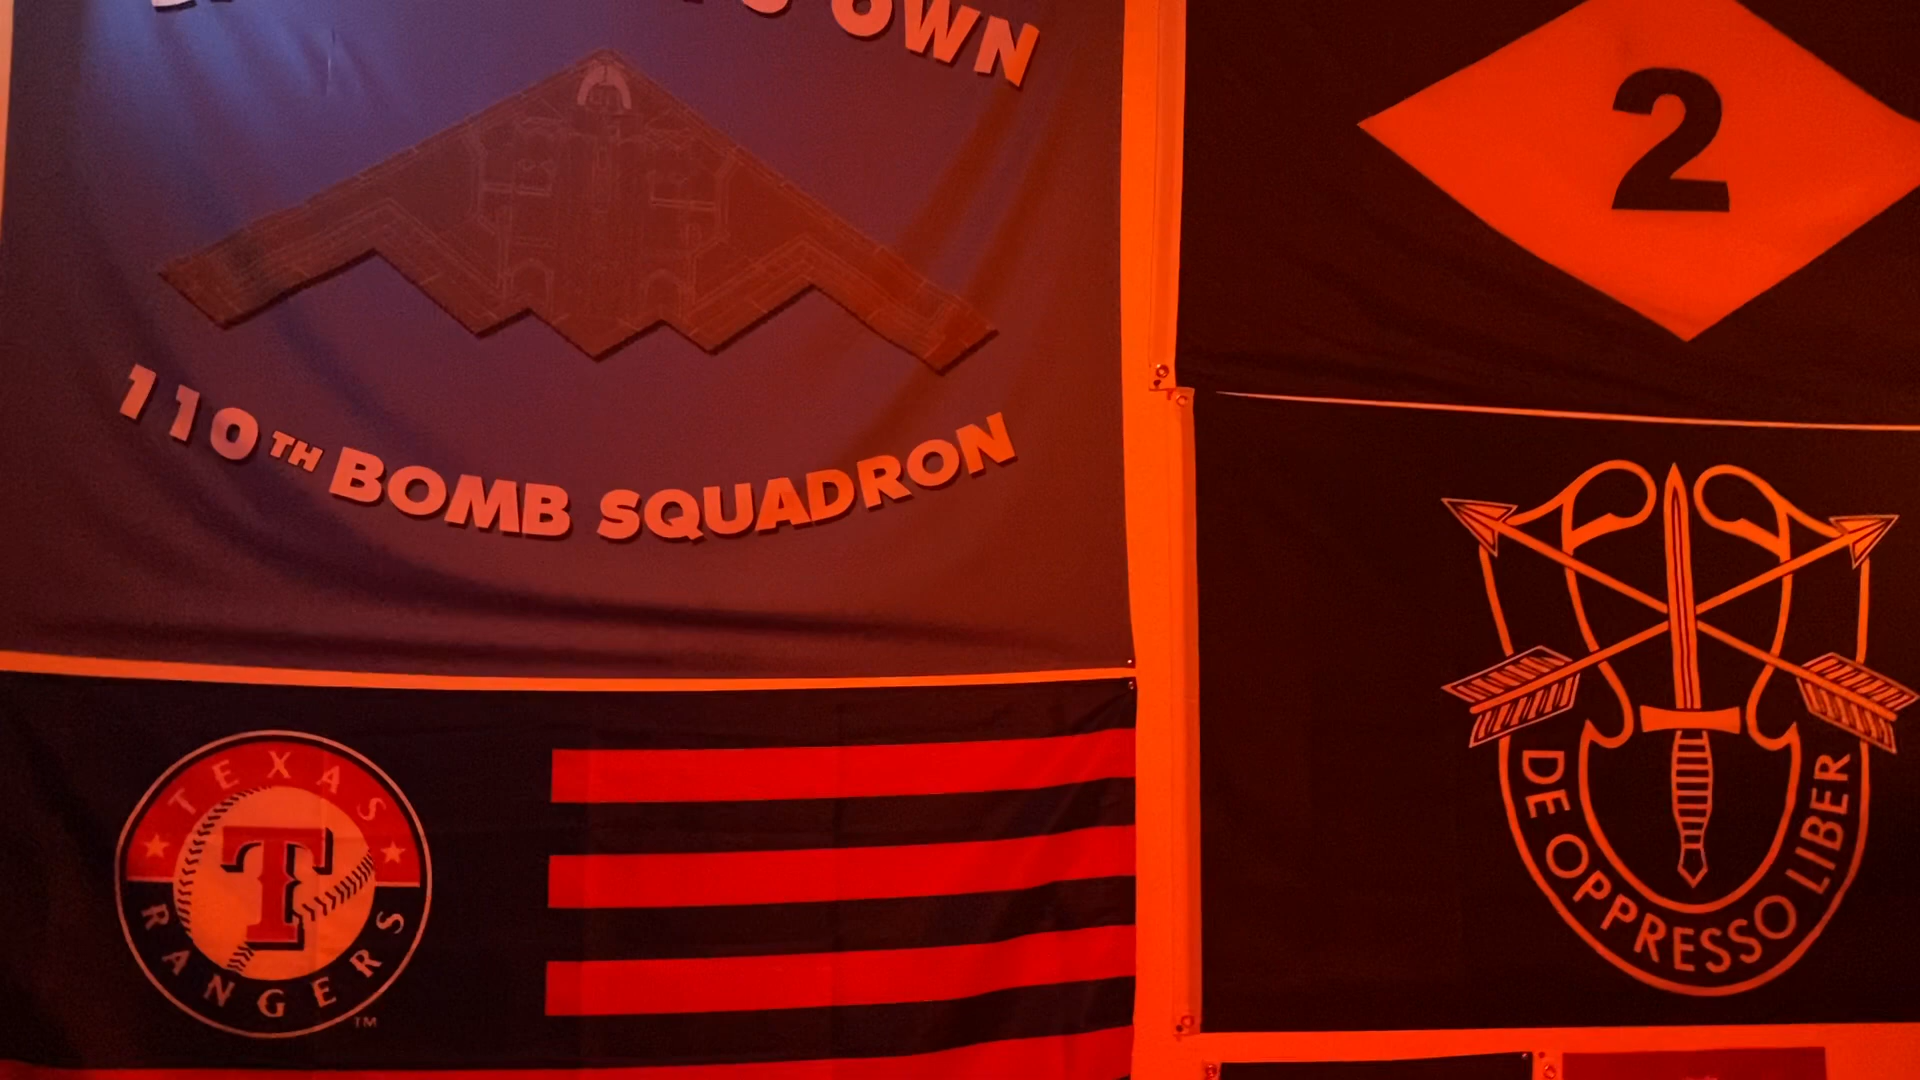 OWN
110TH BOMB SQUADRON
2
DE OPPRESSO LIBER
TEXAS
T
RANGERS
TM